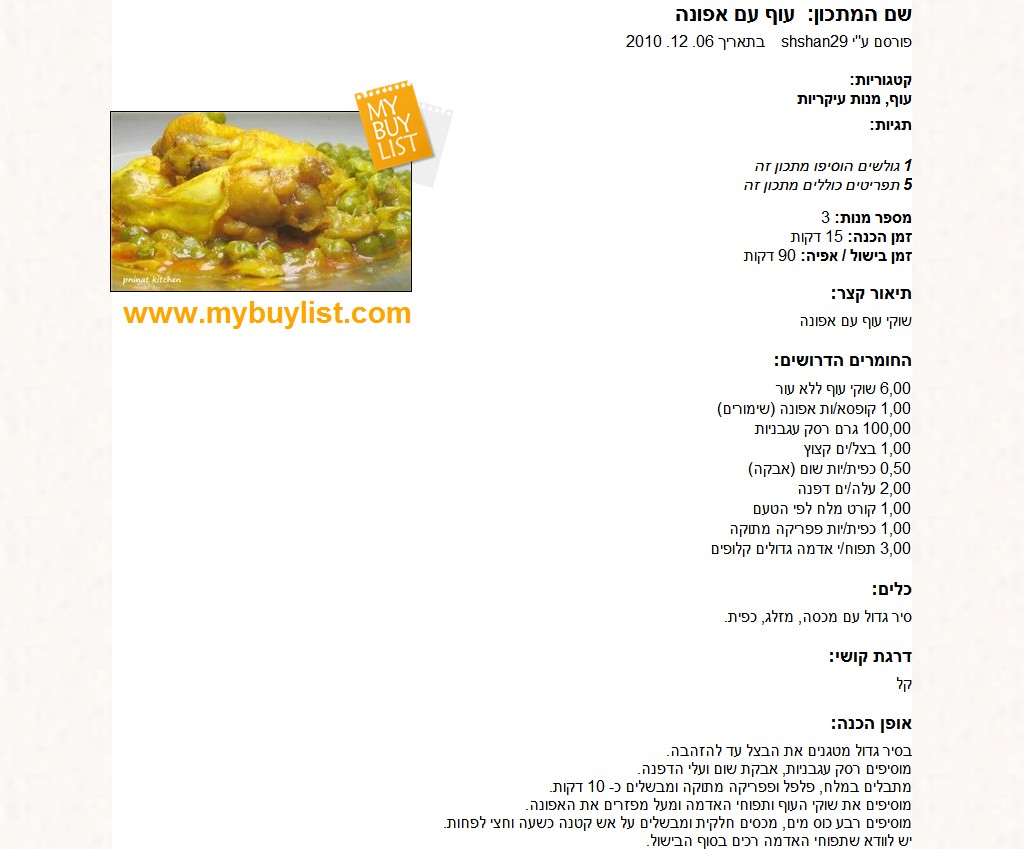 שם המתכון:  עוף עם אפונה
פורסם ע"י shshan29   בתאריך 06. 12. 2010
קטגוריות:
עוף, מנות עיקריות
תגיות:
1 גולשים הוסיפו מתכון זה
5 תפריטים כוללים מתכון זה
מספר מנות: 3
זמן הכנה: 15 דקות
זמן בישול / אפיה: 90 דקות
MY
BUY
LIST
pninat kitchen
www.mybuylist.com
תיאור קצר:
שוקי עוף עם אפונה
החומרים הדרושים:
6,00 שוקי עוף ללא עור
1,00 קופסא/ות אפונה (שימורים)
100,00 גרם רסק עגבניות
1,00 בצל/ים קצוץ
0,50 כפית/יות שום (אבקה)
2,00 עלה/ים דפנה
1,00 קורט מלח לפי הטעם
1,00 כפית/יות פפריקה מתוקה
3,00 תפוח/י אדמה גדולים קלופים
כלים:
סיר גדול עם מכסה, מזלג, כפית.
דרגת קושי:
קל
אופן הכנה:
בסיר גדול מטגנים את הבצל עד להזהבה.
מוסיפים רסק עגבניות, אבקת שום ועלי הדפנה.
מתבלים במלח, פלפל ופפריקה מתוקה ומבשלים כ- 10 דקות.
מוסיפים את שוקי העוף ותפוחי האדמה ומעל מפזרים את האפונה.
מוסיפים רבע כוס מים, מכסים חלקית ומבשלים על אש קטנה כשעה וחצי לפחות.
יש לוודא שתפוחי האדמה רכים בסוף הבישול.